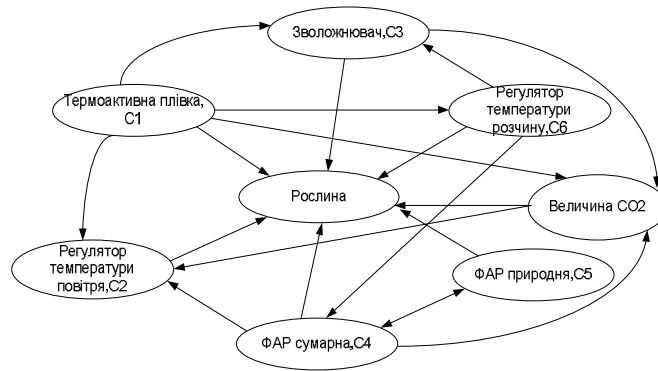 Зволожнювач,С3
Термоактивна плівка,
С1
Регулятор
температури
розчину,С6
Рослина
Величина СО2
Регулятор
температури
повітря,С2
ФАР природня,С5
ФАР сумарна,С4